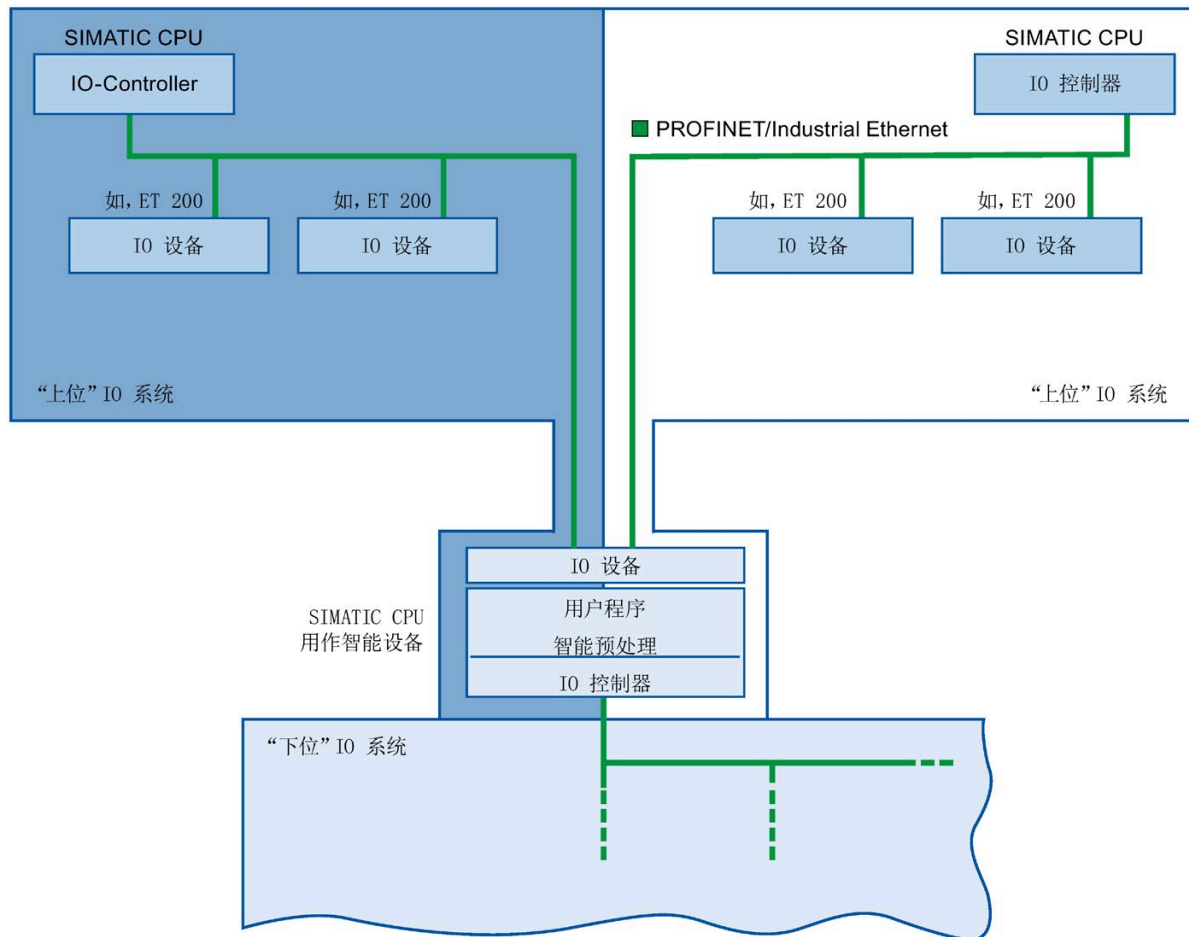 SIMATIC CPU
IO-Controller
如，ET 200
IO 设备
如，ET 200
IO 设备
“上位”IO 系统
SIMATIC CPU
IO 控制器
PROFINET/Industrial Ethernet
如，ET 200
IO 设备
如，ET 200
IO 设备
“上位”IO 系统
SIMATIC CPU
用作智能设备
IO 设备
用户程序
智能预处理
IO 控制器
“下位”IO 系统